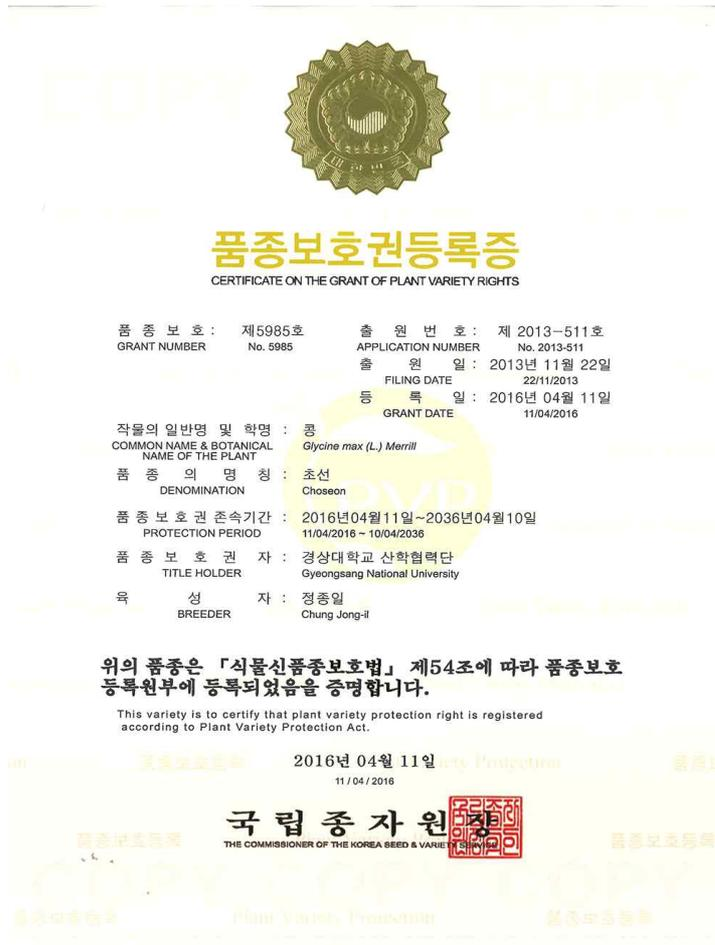 품종보호권등록증
CERTIFICATE ON THE GRANT OF PLANT VARIETY RIGHTS
품 종 보 호 : 제5985호 출 원 번 호 : 제 2013-511호
GRANT NUMBER No. 5985 APPLICATION NUMBER No. 2013-511
출 원 일 : 2013년 11월 22일
FILING DATE 22/11/2013
등 록 일 : 2016년 04월 11일
GRANT DATE 11/04/2016
작물의 일반명 및 학명 : 콩
COMMON NAME & BOTANICAL Glycine max (L.) Merrill
NAME OF THE PLANT
품 종 의 명 칭 : 초선
DENOMINATION Choseon
품 종 보 호 권 존속기간 : 2016년04월11일~2036년04월10일
PROTECTION PERIOD 11/04/2016 ~ 10/04/2036
품 종 보 호 권 자 : 경상대학교 산학협력단
TITLE HOLDER Gyeongsang National University
육 성 자 : 정종일
BREEDER Chung Jong-il
위의 품종은 「식물신품종보호법」 제54조에 따라 품종보호
등록원부에 등록되었음을 증명합니다.
This variety is to certify that plant variety protection right is registered
according to Plant Variety Protection Act.
2016년 04월 11일
11 / 04 / 2016
국 립 종 자 원 장
THE COMMISSIONER OF THE KOREA SEED & VARIETY SERVICE
Plant Variety Protection